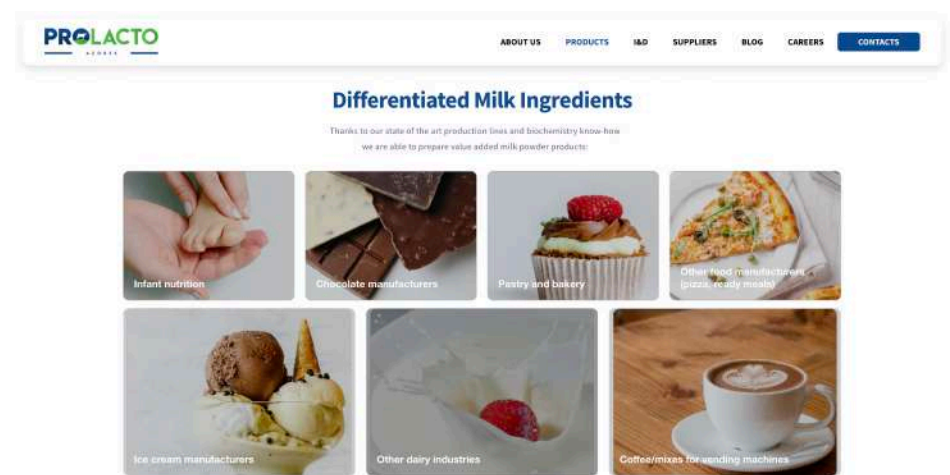 PROLACTO
AZORES
ABOUT US
PRODUCTS
I&D
SUPPLIERS
BLOG
CAREERS
CONTACTS
Differentiated Milk Ingredients
Thanks to our state of the art production lines and biochemistry know-how
we are able to prepare value added milk powder products:
Infant nutrition
Chocolate manufacturers
Pastry and bakery
Other food manufacturers
(pizza, ready meals)
Ice cream manufacturers
Other dairy industries
Coffee/mixes for vending machines